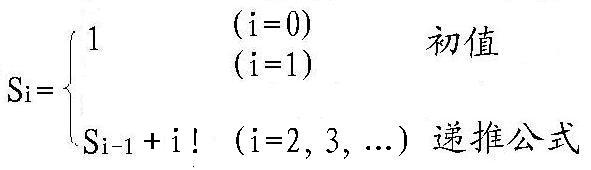 1 (i=0) 初值
(i=1)
Si=
Si-1 + i! (i=2, 3, …) 递推公式